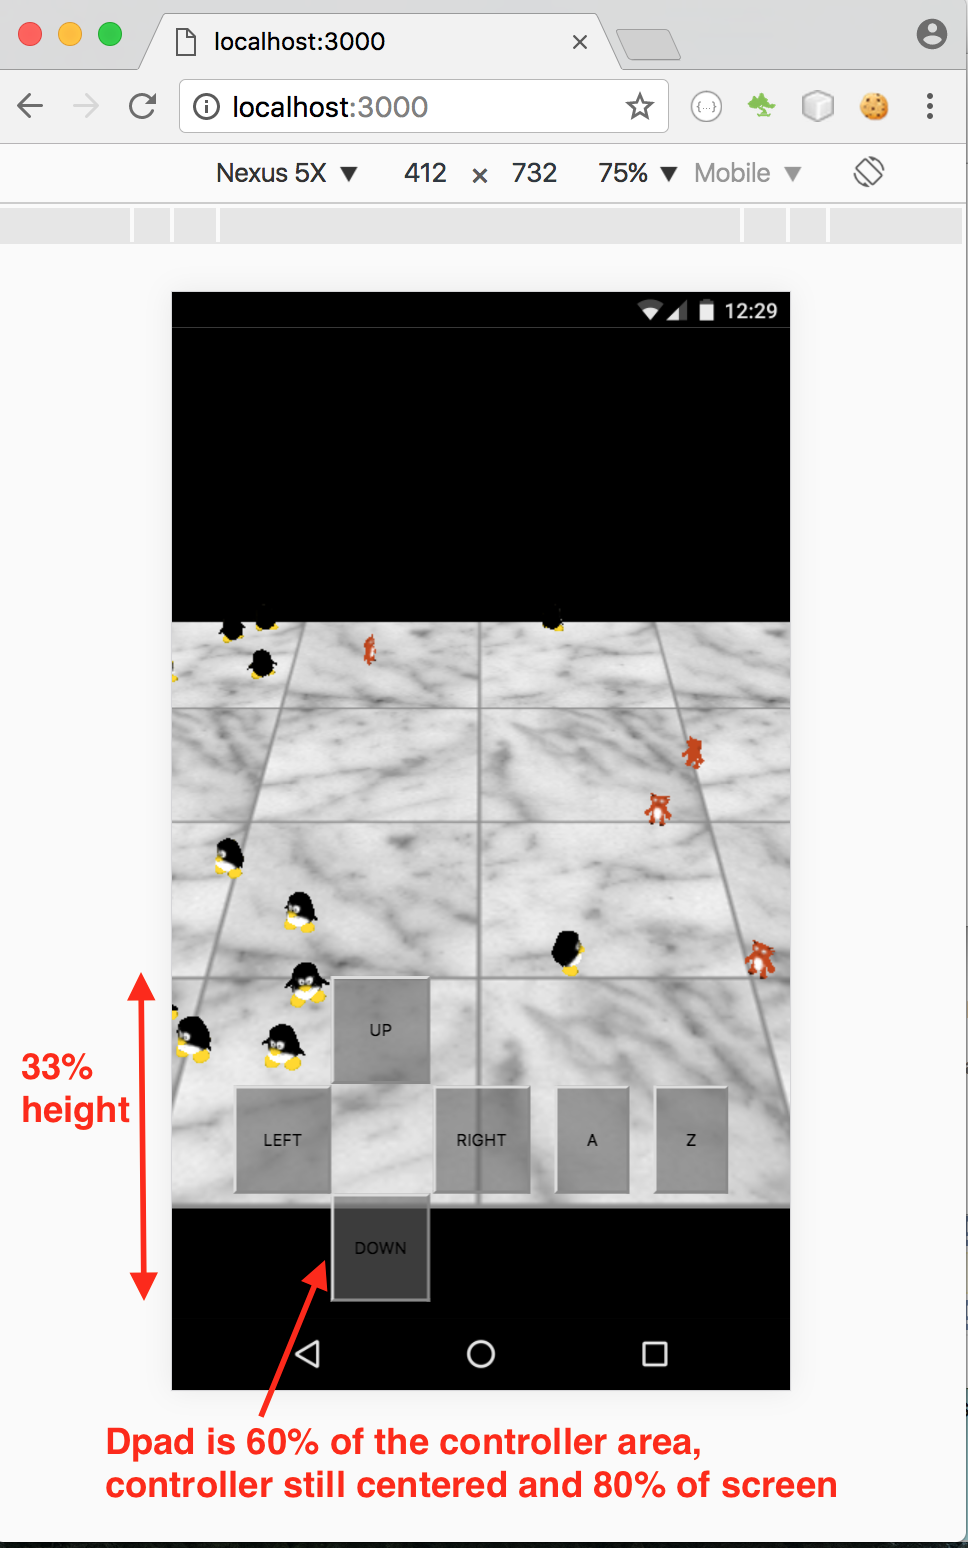 localhost:3000
localhost:3000
Nexus 5X ▼ 412 × 732 75% ▼ Mobile ▼
12:29
UP
LEFT RIGHT A Z
DOWN
33%
height
Dpad is 60% of the controller area,
controller still centered and 80% of screen